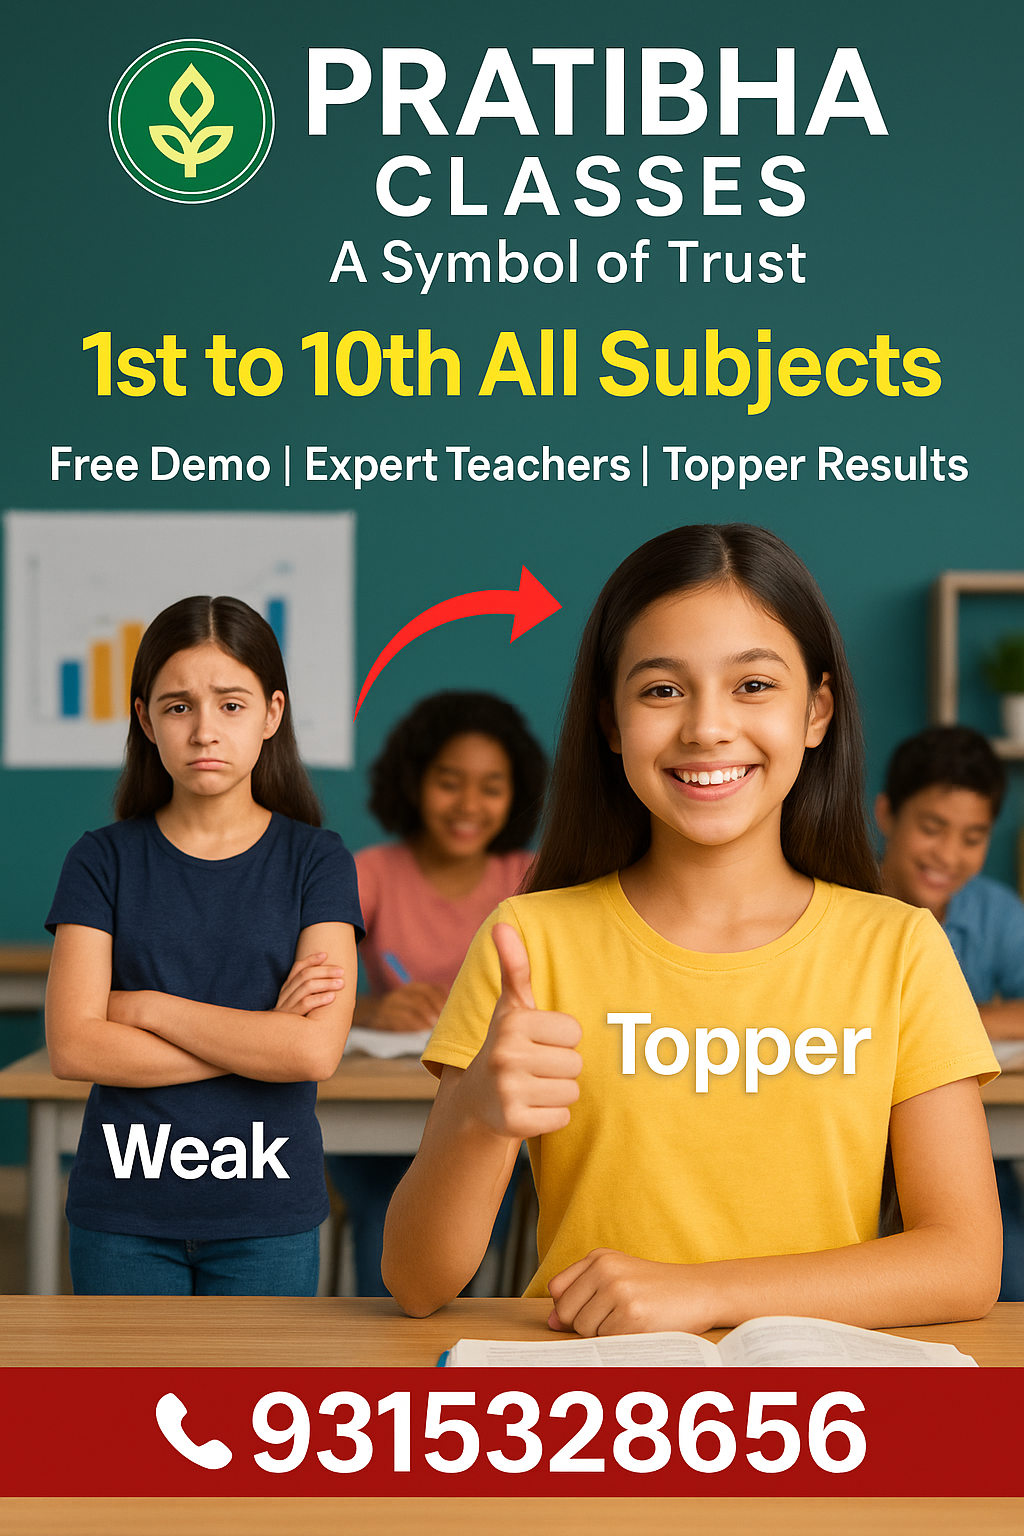 PRATIBHA
CLASSES
A Symbol of Trust
1st to 10th All Subjects
Free Demo | Expert Teachers | Topper Results
Topper
Weak
9315328656